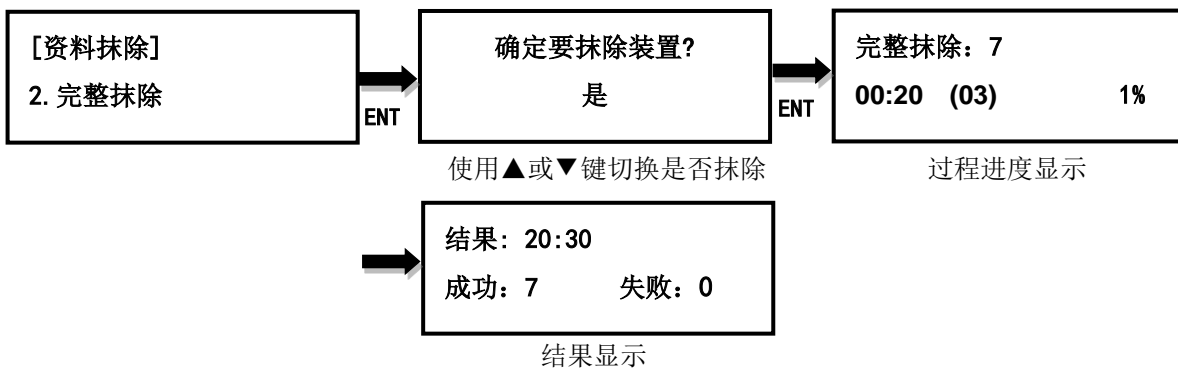 [资料抹除]
2.完整抹除
ENT
确定要抹除装置?
是
ENT
完整抹除：7
00:20 (03) 1%
使用▲或▼键切换是否抹除
过程进度显示
结果: 20:30
成功：7 失败：0
结果显示